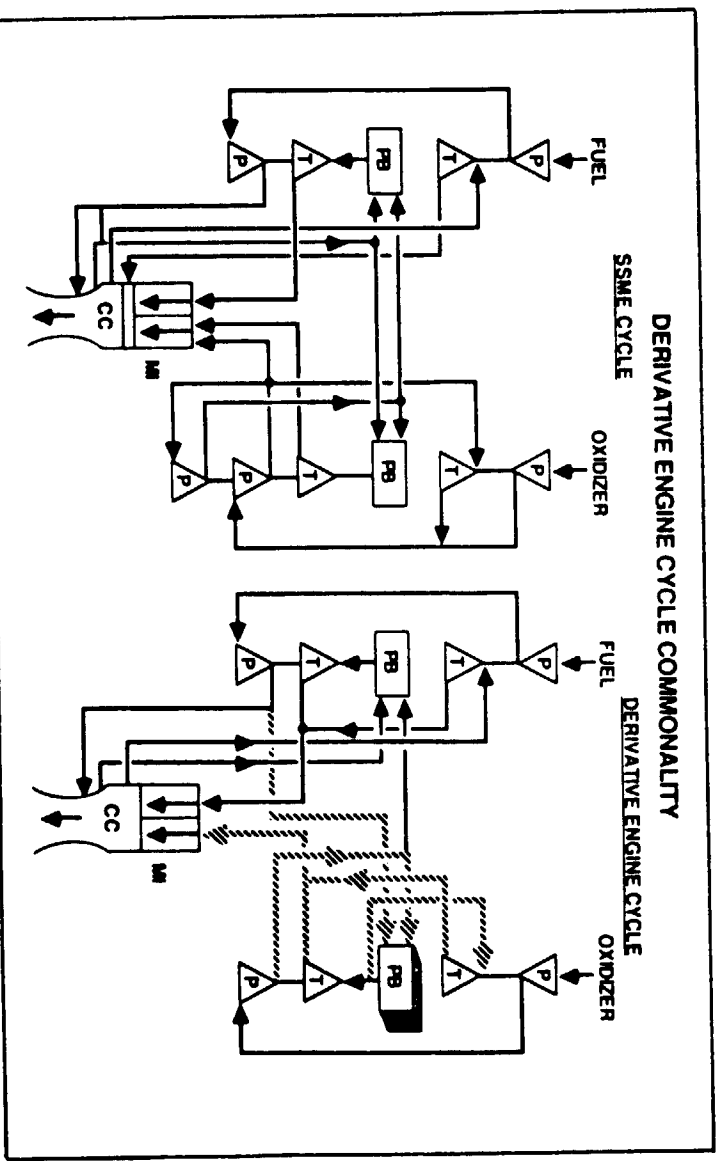 DERIVATIVE ENGINE CYCLE COMMONALITY
SSME CYCLE
DERIVATIVE ENGINE CYCLE
FUEL
OXIDIZER
FUEL
OXIDIZER
P
P
P
P
T
T
T
T
PB
PB
PB
PB
T
T
T
T
P
P
P
P
P
MI
MI
CC
CC